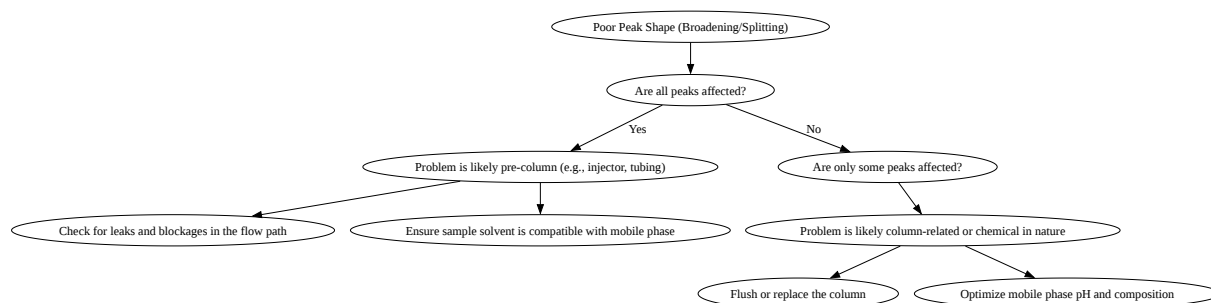 Poor Peak Shape (Broadening/Splitting)
Are all peaks affected?
Yes
No
Problem is likely pre-column (e.g., injector, tubing)
Are only some peaks affected?
Check for leaks and blockages in the flow path
Ensure sample solvent is compatible with mobile phase
Problem is likely column-related or chemical in nature
Flush or replace the column
Optimize mobile phase pH and composition